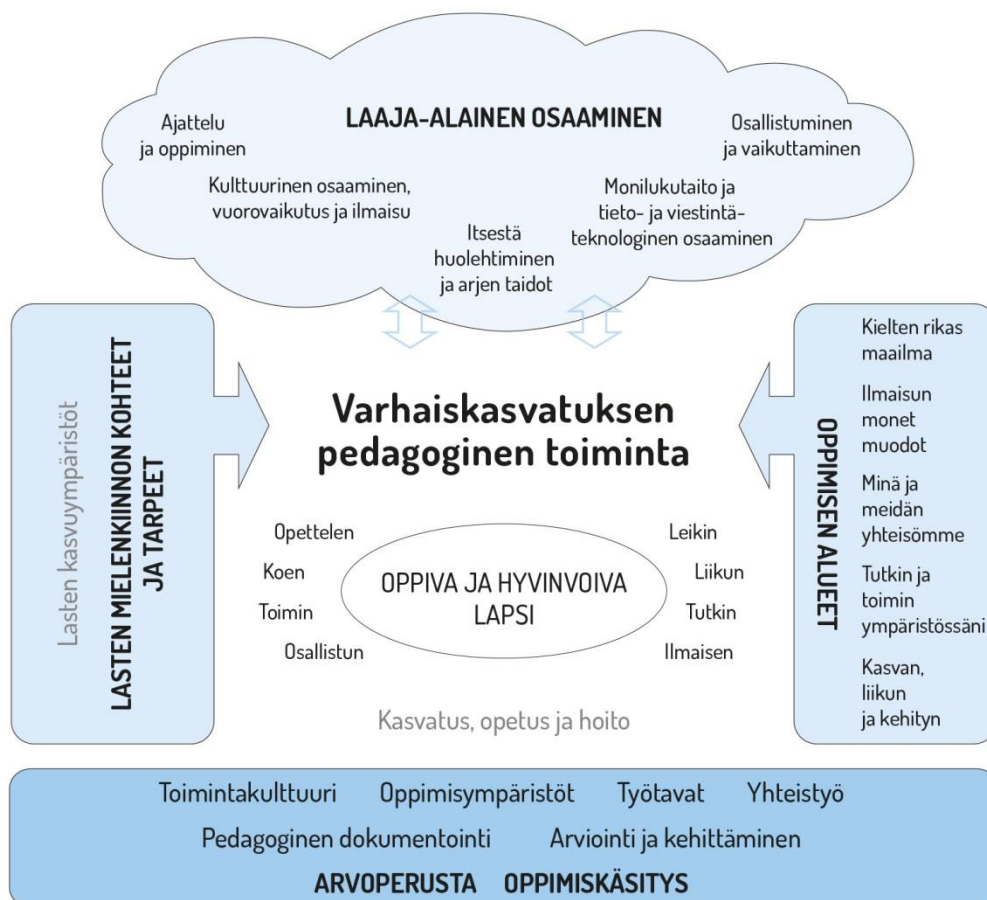 LAAJA-ALAINEN OSAAMINEN
Ajattelu
ja oppiminen
Osallistuminen
ja vaikuttaminen
Kulttuurinen osaaminen,
vuorovaikutus ja ilmaisu
Monilukutaito ja
tieto- ja viestintä-
teknologinen osaaminen
Itsestä
huolehtiminen
ja arjen taidot
Lasten kasvuympäristöt
LASTEN MIELENKIINNON KOHTEET
JA TARPEET
Varhaiskasvatuksen
pedagoginen toiminta
Opettelen
Koen
Toimin
Osallistun
OPPIVA JA HYVINVOIVA
LAPSI
Leikin
Liikun
Tutkin
Ilmaisen
Kasvatus, opetus ja hoito
OPPIMISEN ALUEET
Kielten rikas
maailma
Ilmaisun
monet
muodot
Minä ja
meidän
yhteisömme
Tutkin ja
toimin
ympäristössäni
Kasvan,
liikun
ja kehityn
Toimintakulttuuri Oppimisympäristöt Työtavat Yhteistyö
Pedagoginen dokumentointi Arviointi ja kehittäminen
ARVOPERUSTA OPPIMISKÄSITYS